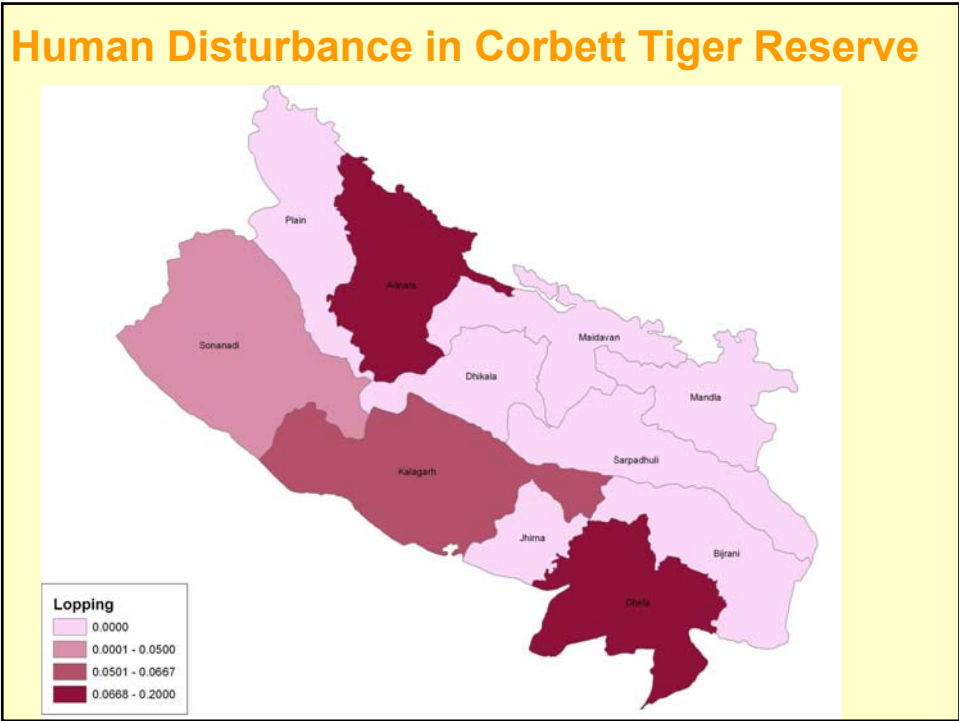 Human Disturbance in Corbett Tiger Reserve
Plain
Adnala
Sonanadi
Maidavan
Dhikala
Mandla
Sarpadhuli
Kalagarh
Jhirna
Bijrani
Dhela
Lopping
0.0000
0.0001 - 0.0500
0.0501 - 0.0667
0.0668 - 0.2000